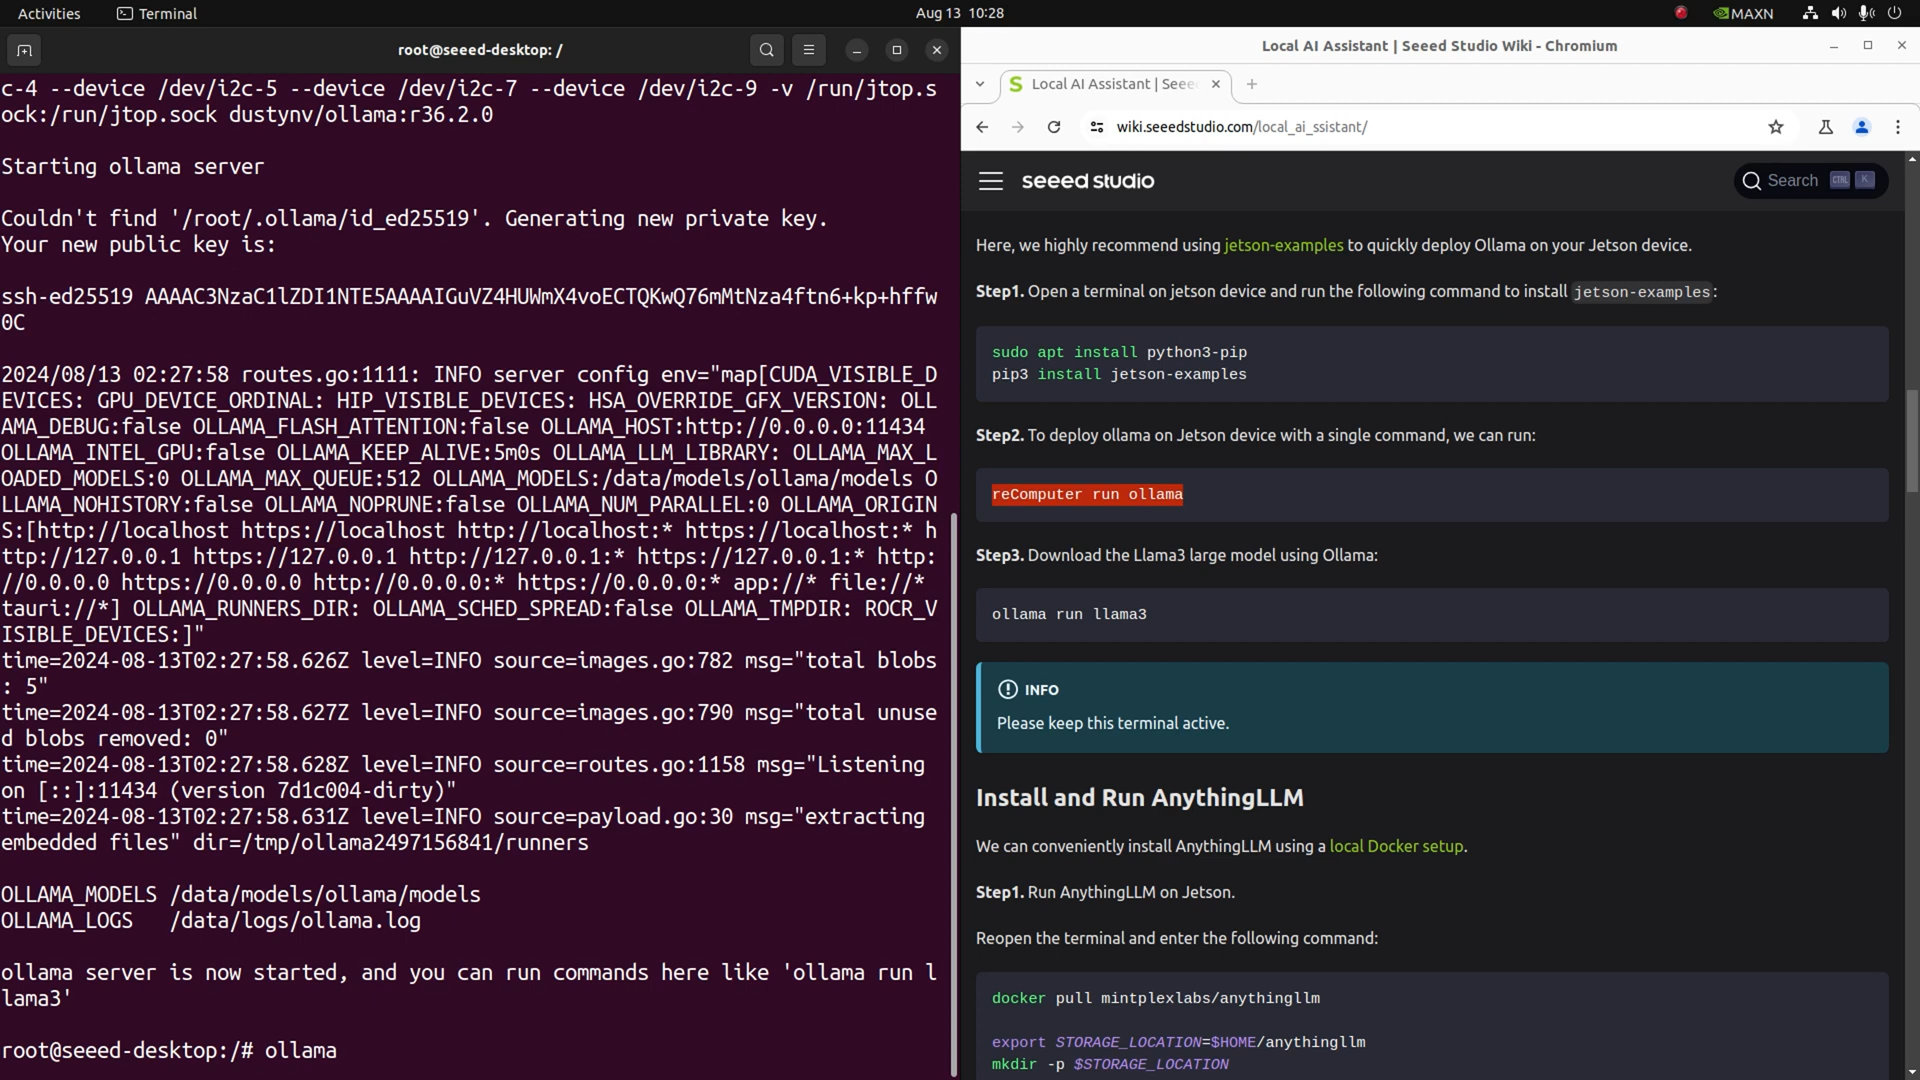 Activities
Terminal
Aug 13 10:28
MAXN
root@seeed-desktop: /
c-4 --device /dev/i2c-5 --device /dev/i2c-7 --device /dev/i2c-9 -v /run/jtop.s
ock:/run/jtop.sock dustynv/ollama:r36.2.0
Starting ollama server
Couldn't find '/root/.ollama/id_ed25519'. Generating new private key.
Your new public key is:
ssh-ed25519 AAAAC3NzaC1lZDI1NTE5AAAAIGuVZ4HUWmX4voECTQKwQ76mMtNza4ftn6+kp+hffw
0C
2024/08/13 02:27:58 routes.go:1111: INFO server config env="map[CUDA_VISIBLE_D
EVICES: GPU_DEVICE_ORDINAL: HIP_VISIBLE_DEVICES: HSA_OVERRIDE_GFX_VERSION: OLL
AMA_DEBUG:false OLLAMA_FLASH_ATTENTION:false OLLAMA_HOST:http://0.0.0.0:11434
OLLAMA_INTEL_GPU:false OLLAMA_KEEP_ALIVE:5m0s OLLAMA_LLM_LIBRARY: OLLAMA_MAX_L
OADED_MODELS:0 OLLAMA_MAX_QUEUE:512 OLLAMA_MODELS:/data/models/ollama/models O
LLAMA_NOHISTORY:false OLLAMA_NOPRUNE:false OLLAMA_NUM_PARALLEL:0 OLLAMA_ORIGIN
S:[http://localhost https://localhost http://localhost:* https://localhost:* h
ttp://127.0.0.1 https://127.0.0.1 http://127.0.0.1:* https://127.0.0.1:* http:
//0.0.0.0 https://0.0.0.0 http://0.0.0.0:* https://0.0.0.0:* app://* file://*
tauri://*] OLLAMA_RUNNERS_DIR: OLLAMA_SCHED_SPREAD:false OLLAMA_TMPDIR: ROCR_V
ISIBLE_DEVICES:]"
time=2024-08-13T02:27:58.626Z level=INFO source=images.go:782 msg="total blobs
: 5"
time=2024-08-13T02:27:58.627Z level=INFO source=images.go:790 msg="total unuse
d blobs removed: 0"
time=2024-08-13T02:27:58.628Z level=INFO source=routes.go:1158 msg="Listening
on [::]:11434 (version 7d1c004-dirty)"
time=2024-08-13T02:27:58.631Z level=INFO source=payload.go:30 msg="extracting
embedded files" dir=/tmp/ollama2497156841/runners
OLLAMA_MODELS /data/models/ollama/models
OLLAMA_LOGS /data/logs/ollama.log
ollama server is now started, and you can run commands here like 'ollama run l
lama3'
root@seeed-desktop:/# ollama
Local AI Assistant | Seeed Studio Wiki - Chromium
Local AI Assistant | Seee
wiki.seeedstudio.com/local_ai_ssistant/
seeed studio
Search CTRL K
Here, we highly recommend using jetson-examples to quickly deploy Ollama on your Jetson device.
Step1. Open a terminal on jetson device and run the following command to install jetson-examples:
sudo apt install python3-pip
pip3 install jetson-examples
Step2. To deploy ollama on Jetson device with a single command, we can run:
reComputer run ollama
Step3. Download the Llama3 large model using Ollama:
ollama run llama3
INFO
Please keep this terminal active.
Install and Run AnythingLLM
We can conveniently install AnythingLLM using a local Docker setup.
Step1. Run AnythingLLM on Jetson.
Reopen the terminal and enter the following command:
docker pull mintplexlabs/anythingllm
export STORAGE_LOCATION=$HOME/anythingllm
mkdir -p $STORAGE_LOCATION